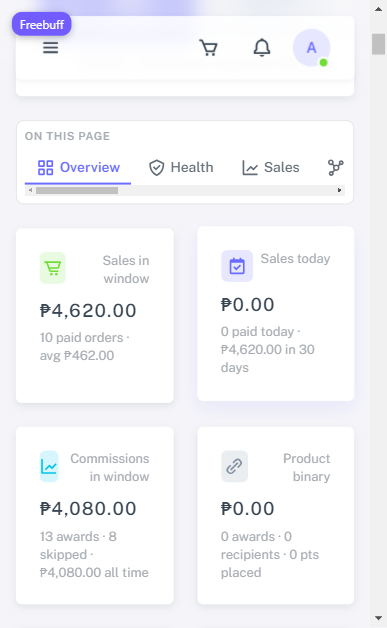 Freebuff
A
ON THIS PAGE
Overview
Health
Sales
Sales in
window
₱4,620.00
10 paid orders ·
avg ₱462.00
Sales today
₱0.00
0 paid today ·
₱4,620.00 in 30
days
Commissions
in window
₱4,080.00
13 awards · 8
skipped ·
₱4,080.00 all time
Product
binary
₱0.00
0 awards · 0
recipients · 0 pts
placed